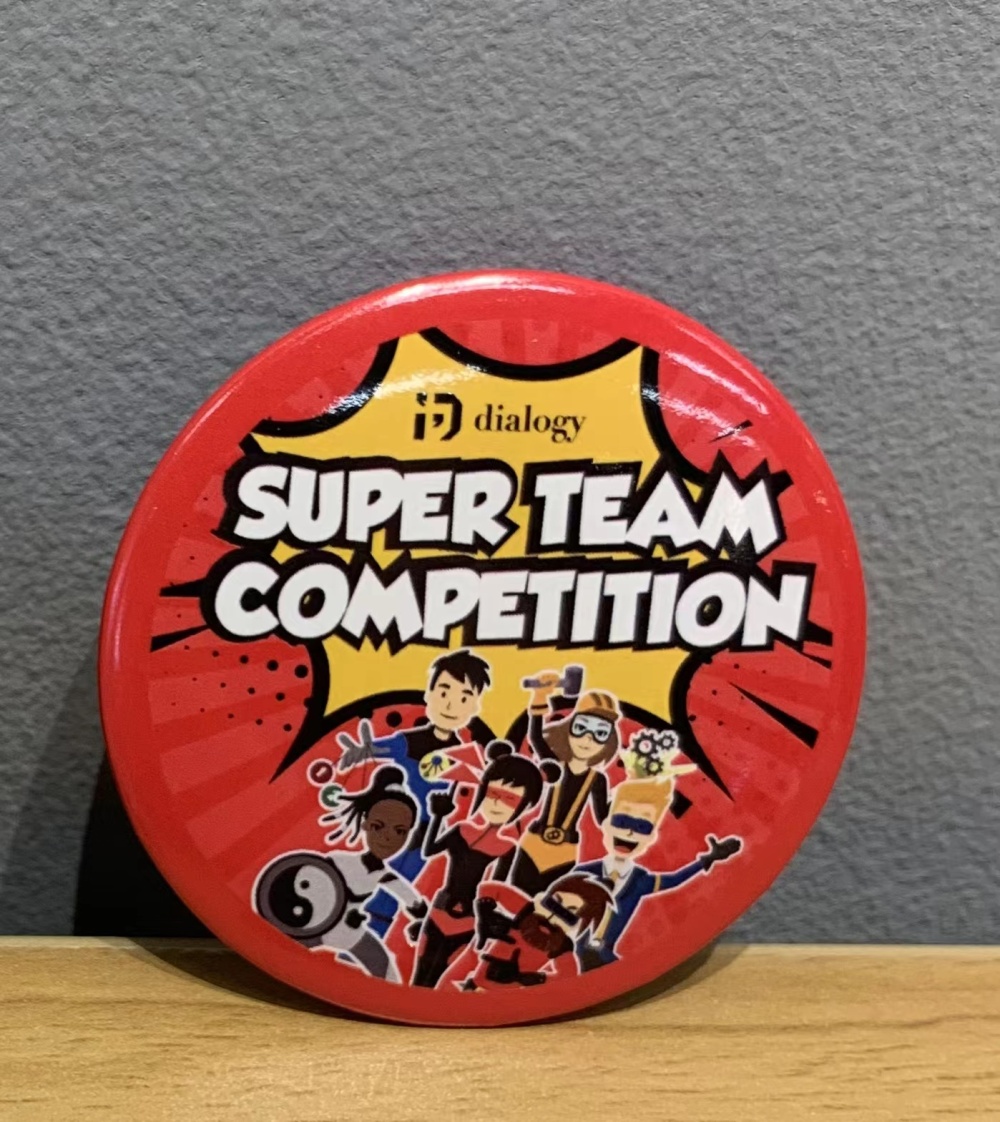 dialogy
SUPER TEAM
COMPETITION